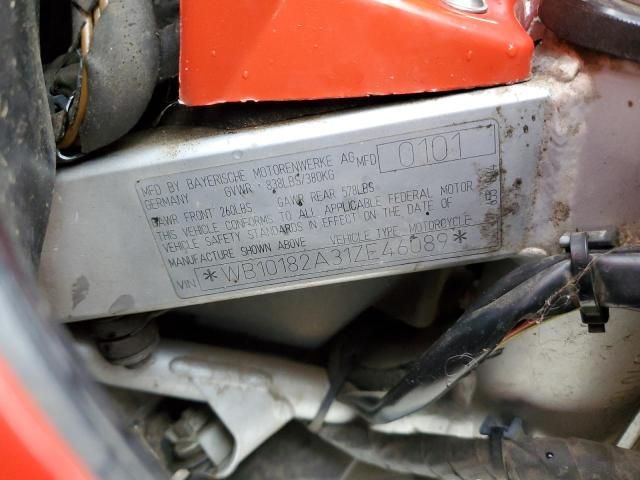 MFD BY BAYERISCHE MOTORENWERKE AG MFD 0101
GERMANY GVWR 838LBS/380KG
GAWR FRONT 260LBS GAWR REAR 578LBS
THIS VEHICLE CONFORMS TO ALL APPLICABLE FEDERAL MOTOR
VEHICLE SAFETY STANDARDS IN EFFECT ON THE DATE OF
MANUFACTURE SHOWN ABOVE VEHICLE TYPE MOTORCYCLE
VIN *WB10182A31ZE46089*